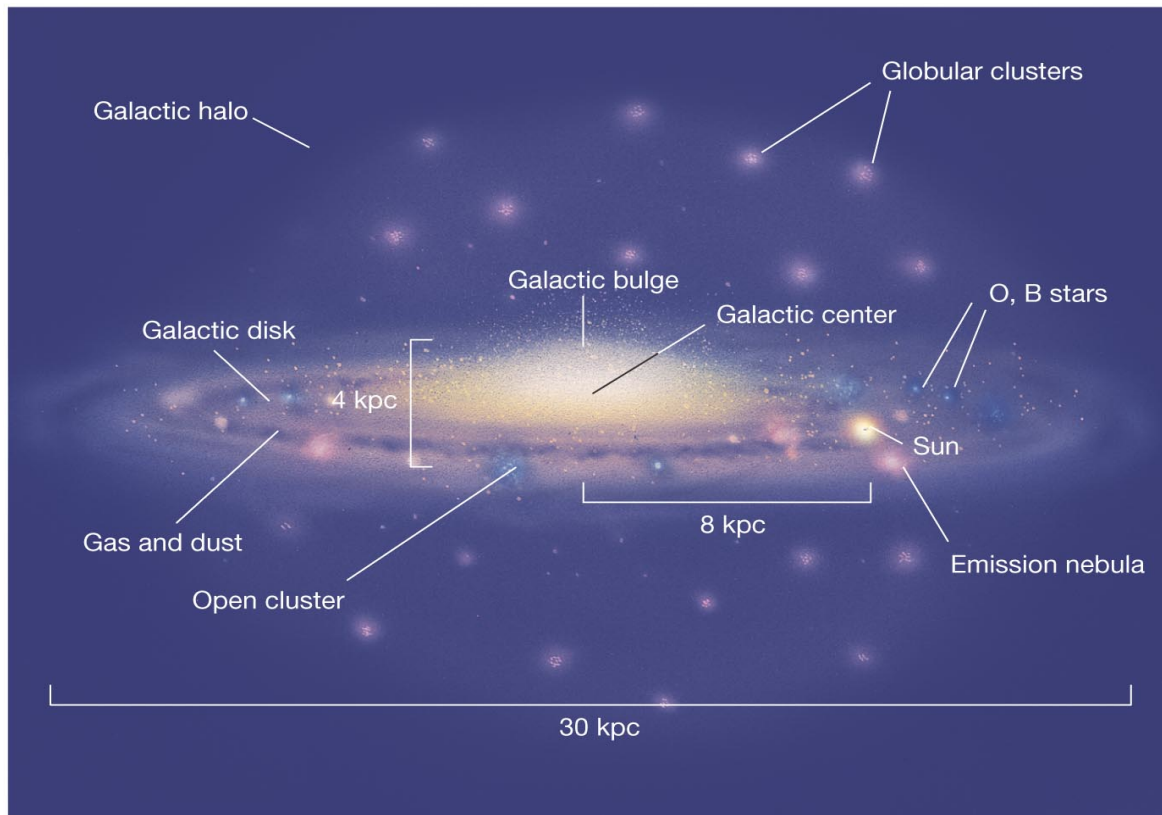 Globular clusters
Galactic halo
Galactic bulge
O, B stars
Galactic center
Galactic disk
4 kpc
Sun
8 kpc
Gas and dust
Emission nebula
Open cluster
30 kpc